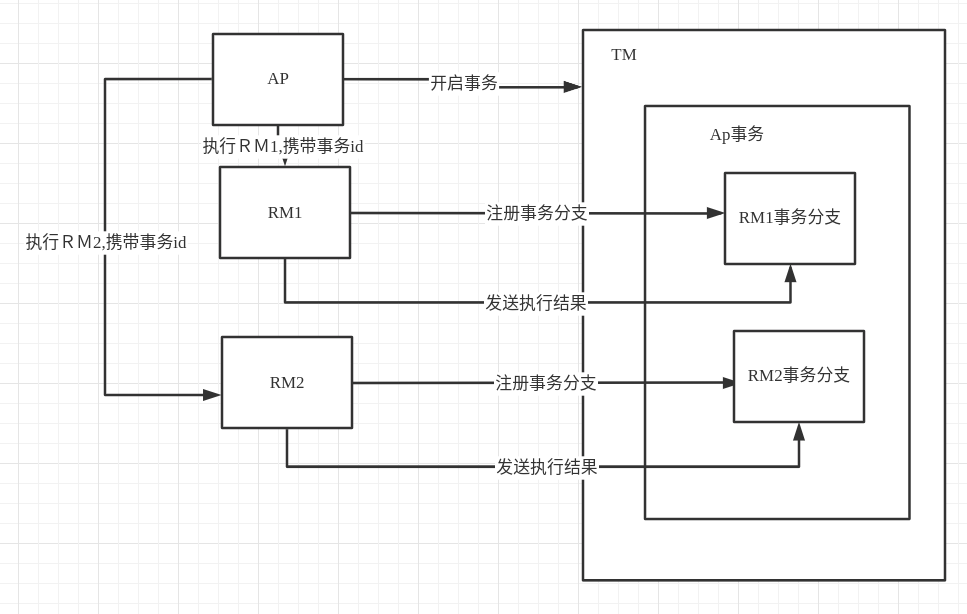 TM
AP
开启事务
Ap事务
执行RM1,携带事务id
RM1
注册事务分支
RM1事务分支
执行RM2,携带事务id
发送执行结果
RM2
注册事务分支
RM2事务分支
发送执行结果